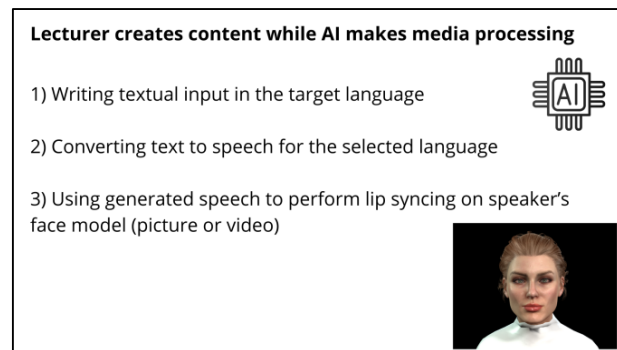 Lecturer creates content while AI makes media processing
AI
1) Writing textual input in the target language
2) Converting text to speech for the selected language
3) Using generated speech to perform lip syncing on speaker’s
face model (picture or video)